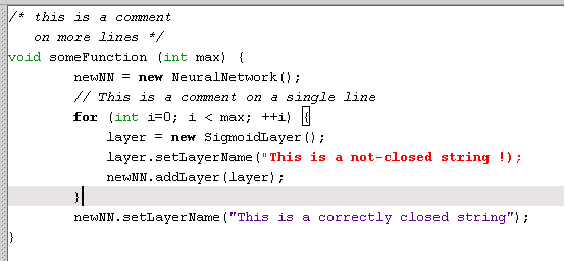 /* this is a comment
   on more lines */
void someFunction (int max) {
        newNN = new NeuralNetwork();
        // This is a comment on a single line
        for (int i=0; i < max; ++i) {
            layer = new SigmoidLayer();
            layer.setLayerName("This is a not-closed string !);
            newNN.addLayer(layer);
        }
        newNN.setLayerName("This is a correctly closed string");
}